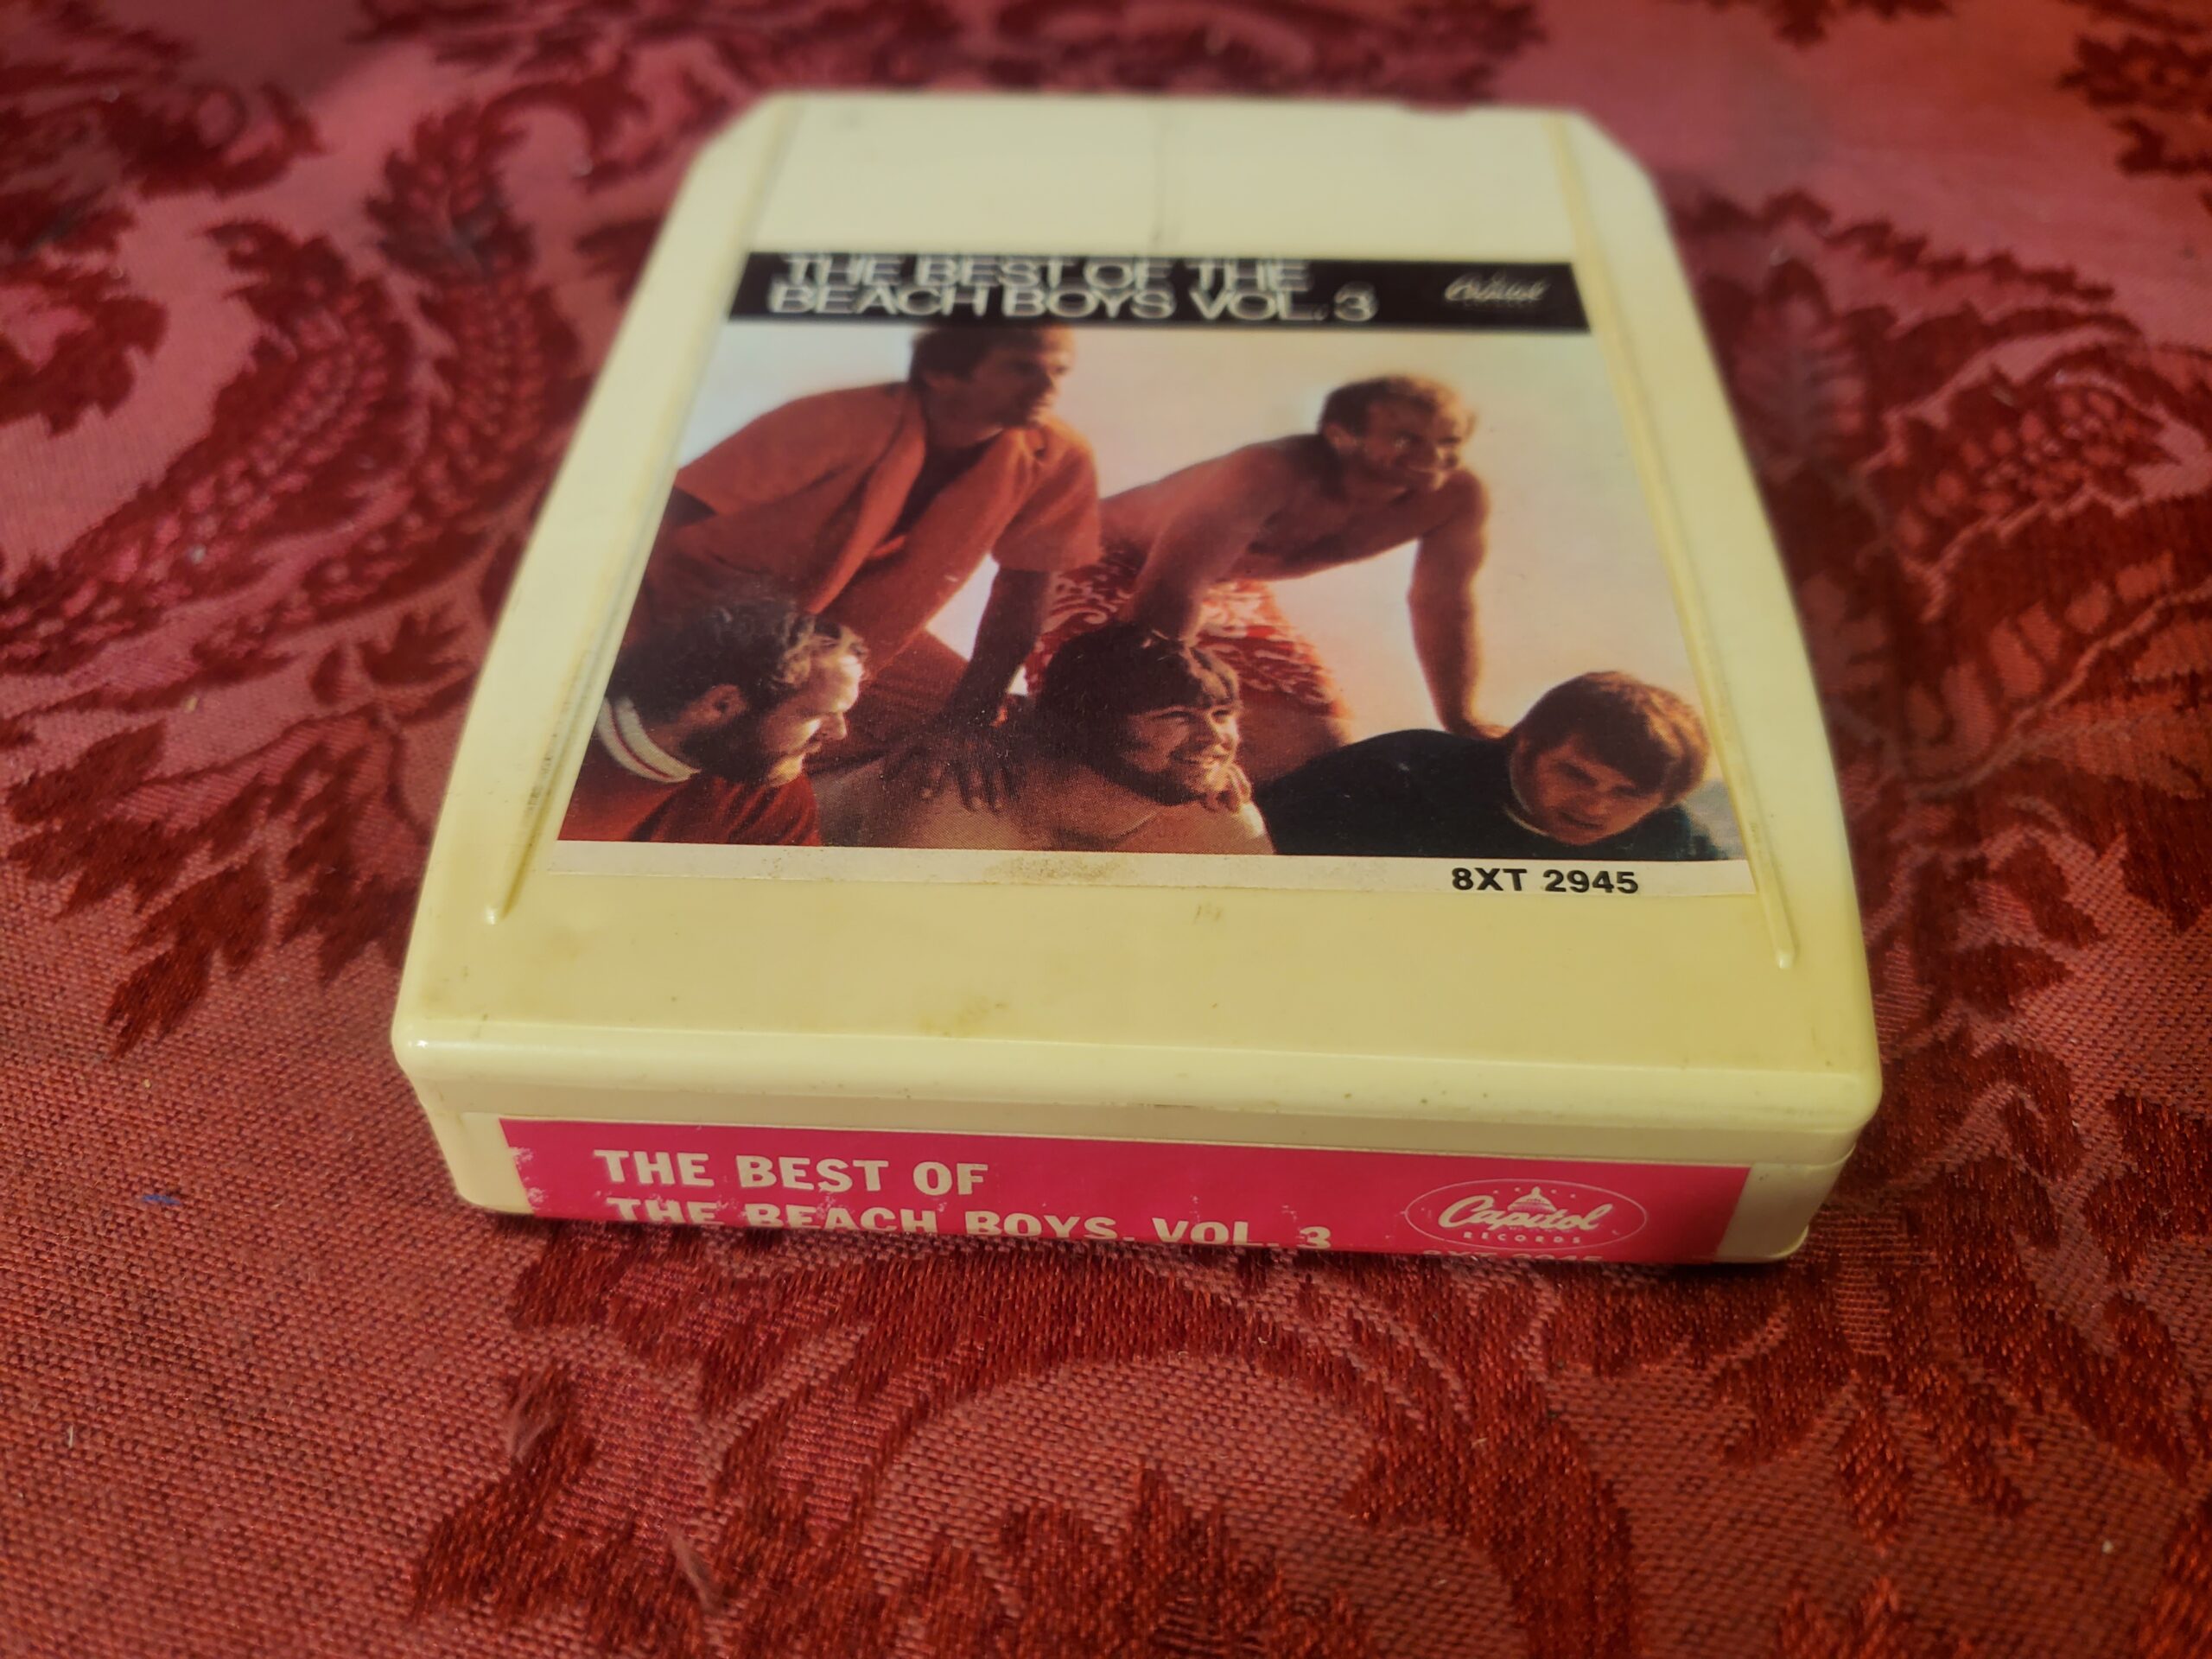 THE BEST OF THE
BEACH BOYS VOL. 3
Capitol
8XT 2945
THE BEST OF
THE BEACH BOYS, VOL. 3
Capitol
RECORDS